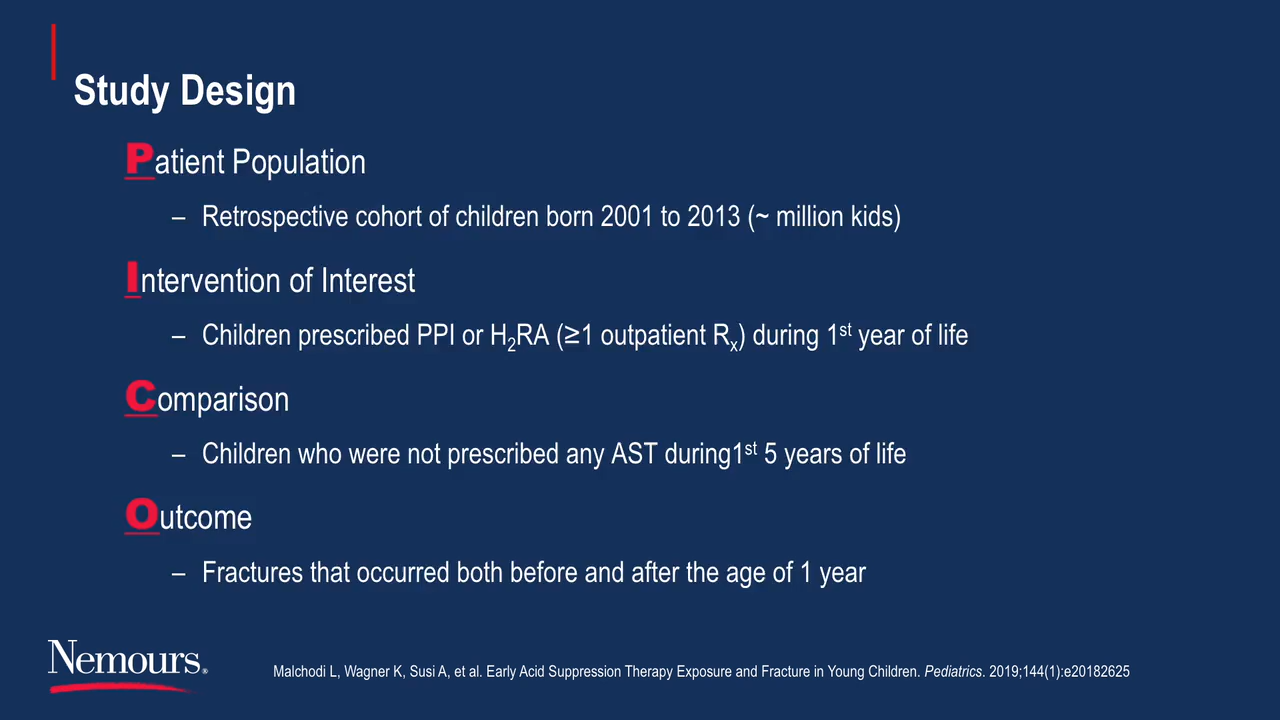 Study Design
Patient Population
– Retrospective cohort of children born 2001 to 2013 (~ million kids)
Intervention of Interest
– Children prescribed PPI or H₂RA (≥1 outpatient Rₓ) during 1ˢᵗ year of life
Comparison
– Children who were not prescribed any AST during1ˢᵗ 5 years of life
Outcome
– Fractures that occurred both before and after the age of 1 year
Nemours®
Malchodi L, Wagner K, Susi A, et al. Early Acid Suppression Therapy Exposure and Fracture in Young Children. Pediatrics. 2019;144(1):e20182625